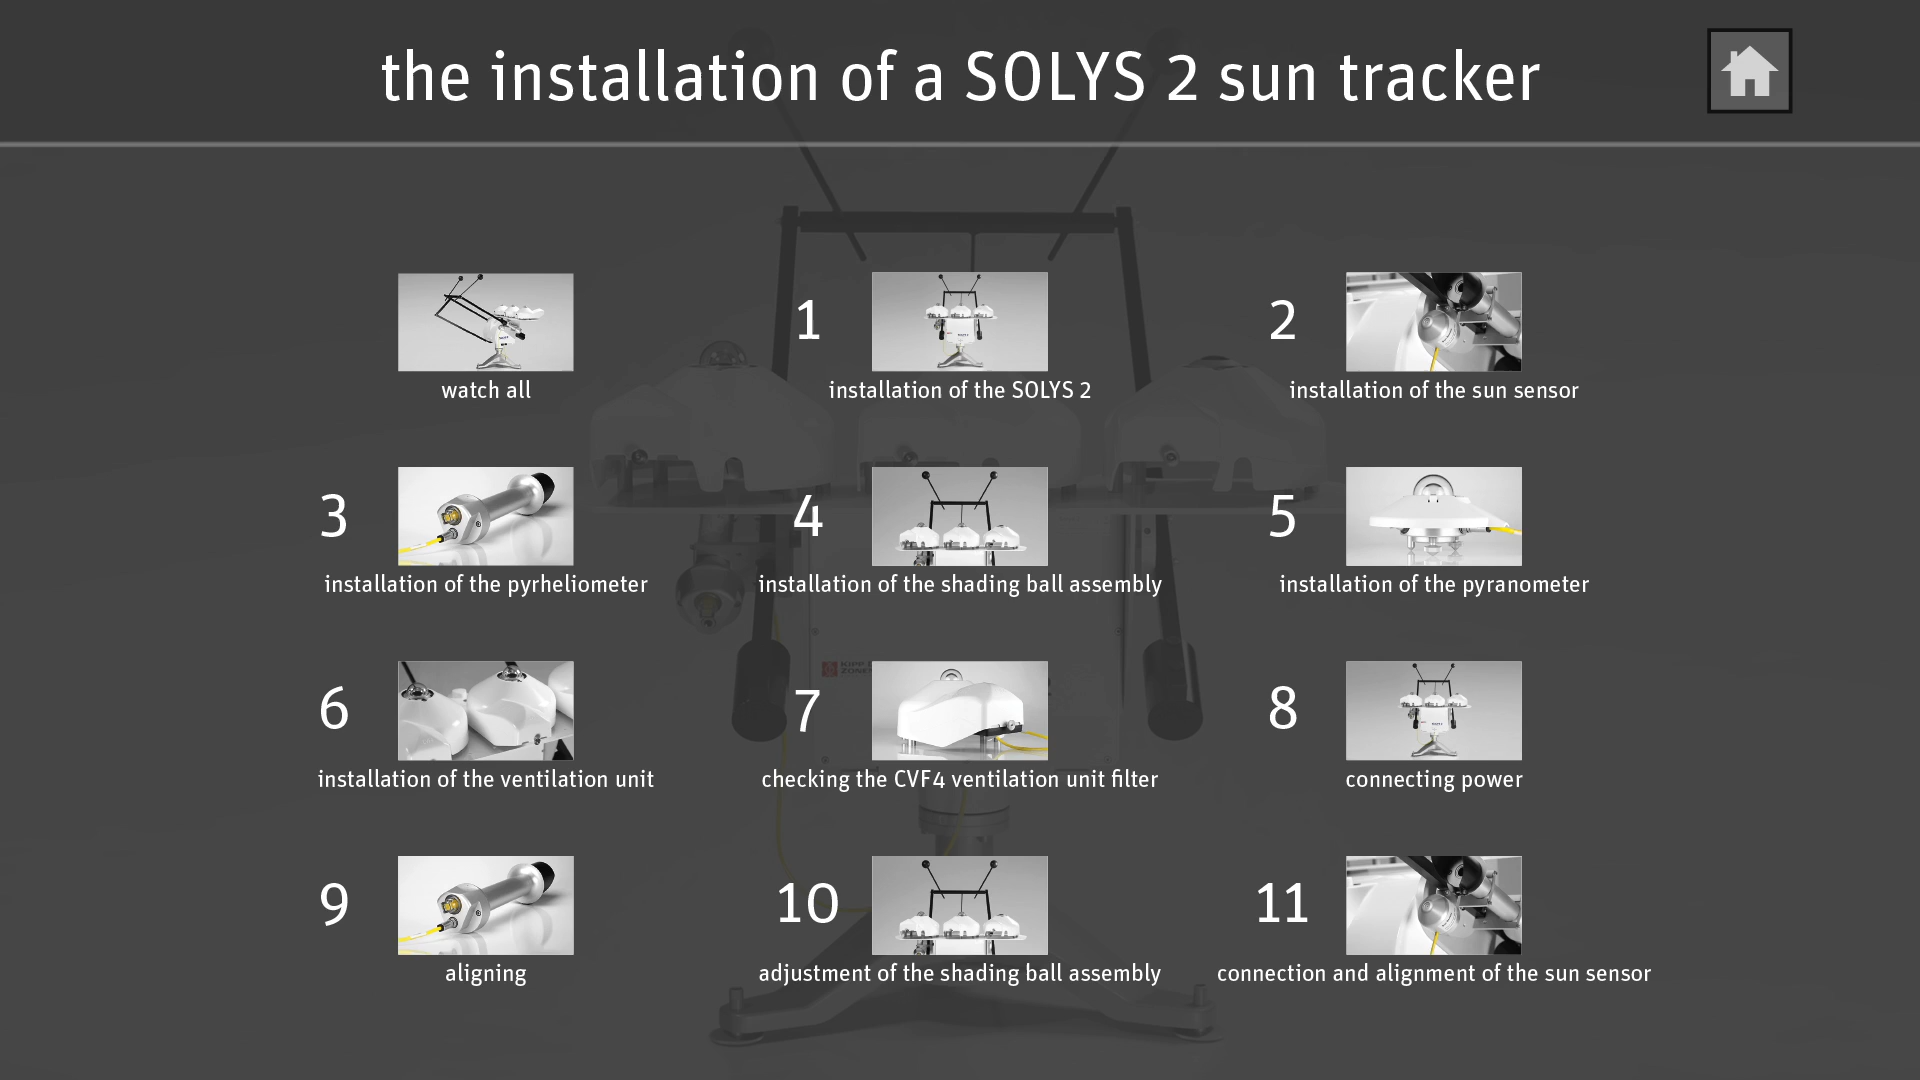 the installation of a SOLYS 2 sun tracker
watch all
1
installation of the SOLYS 2
2
installation of the sun sensor
3
installation of the pyrheliometer
4
installation of the shading ball assembly
5
installation of the pyranometer
6
installation of the ventilation unit
7
checking the CVF4 ventilation unit filter
8
connecting power
9
aligning
10
adjustment of the shading ball assembly
11
connection and alignment of the sun sensor
KIPP
ZONE